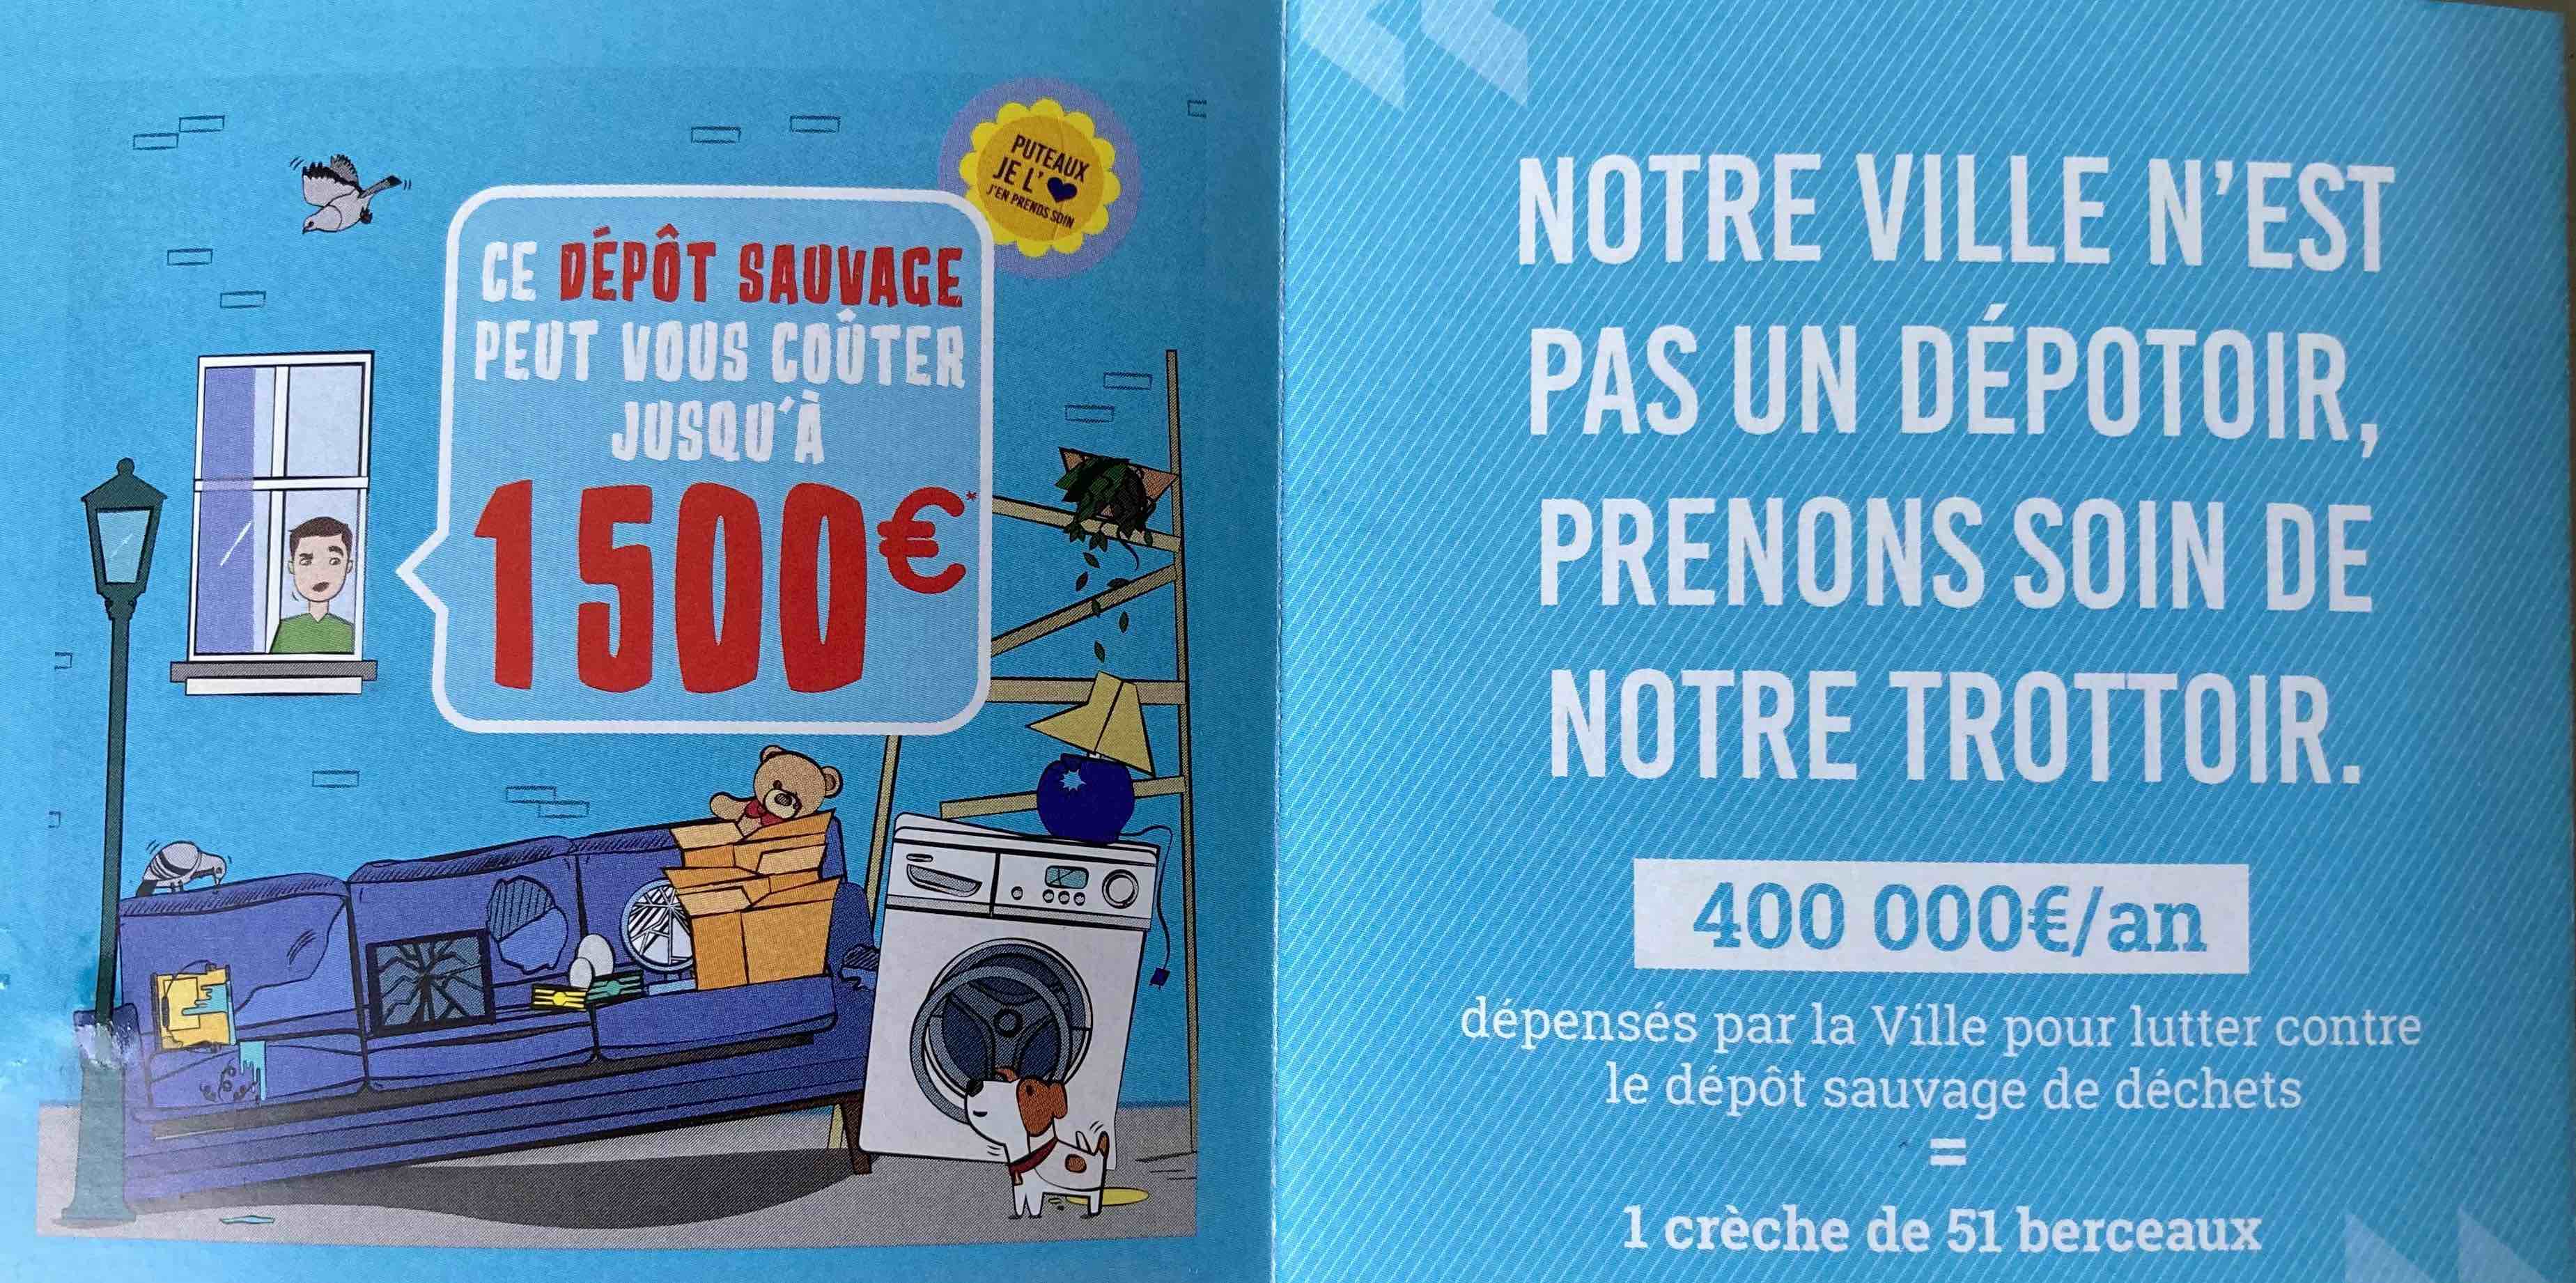 PUTEAUX
JE L'
J'EN PRENDS SOIN
CE DÉPÔT SAUVAGE
PEUT VOUS COÛTER
JUSQU'À
1500€*
NOTRE VILLE N'EST
PAS UN DÉPOTOIR,
PRENONS SOIN DE
NOTRE TROTTOIR.
400 000€/an
dépensés par la Ville pour lutter contre
le dépôt sauvage de déchets
=
1 crèche de 51 berceaux